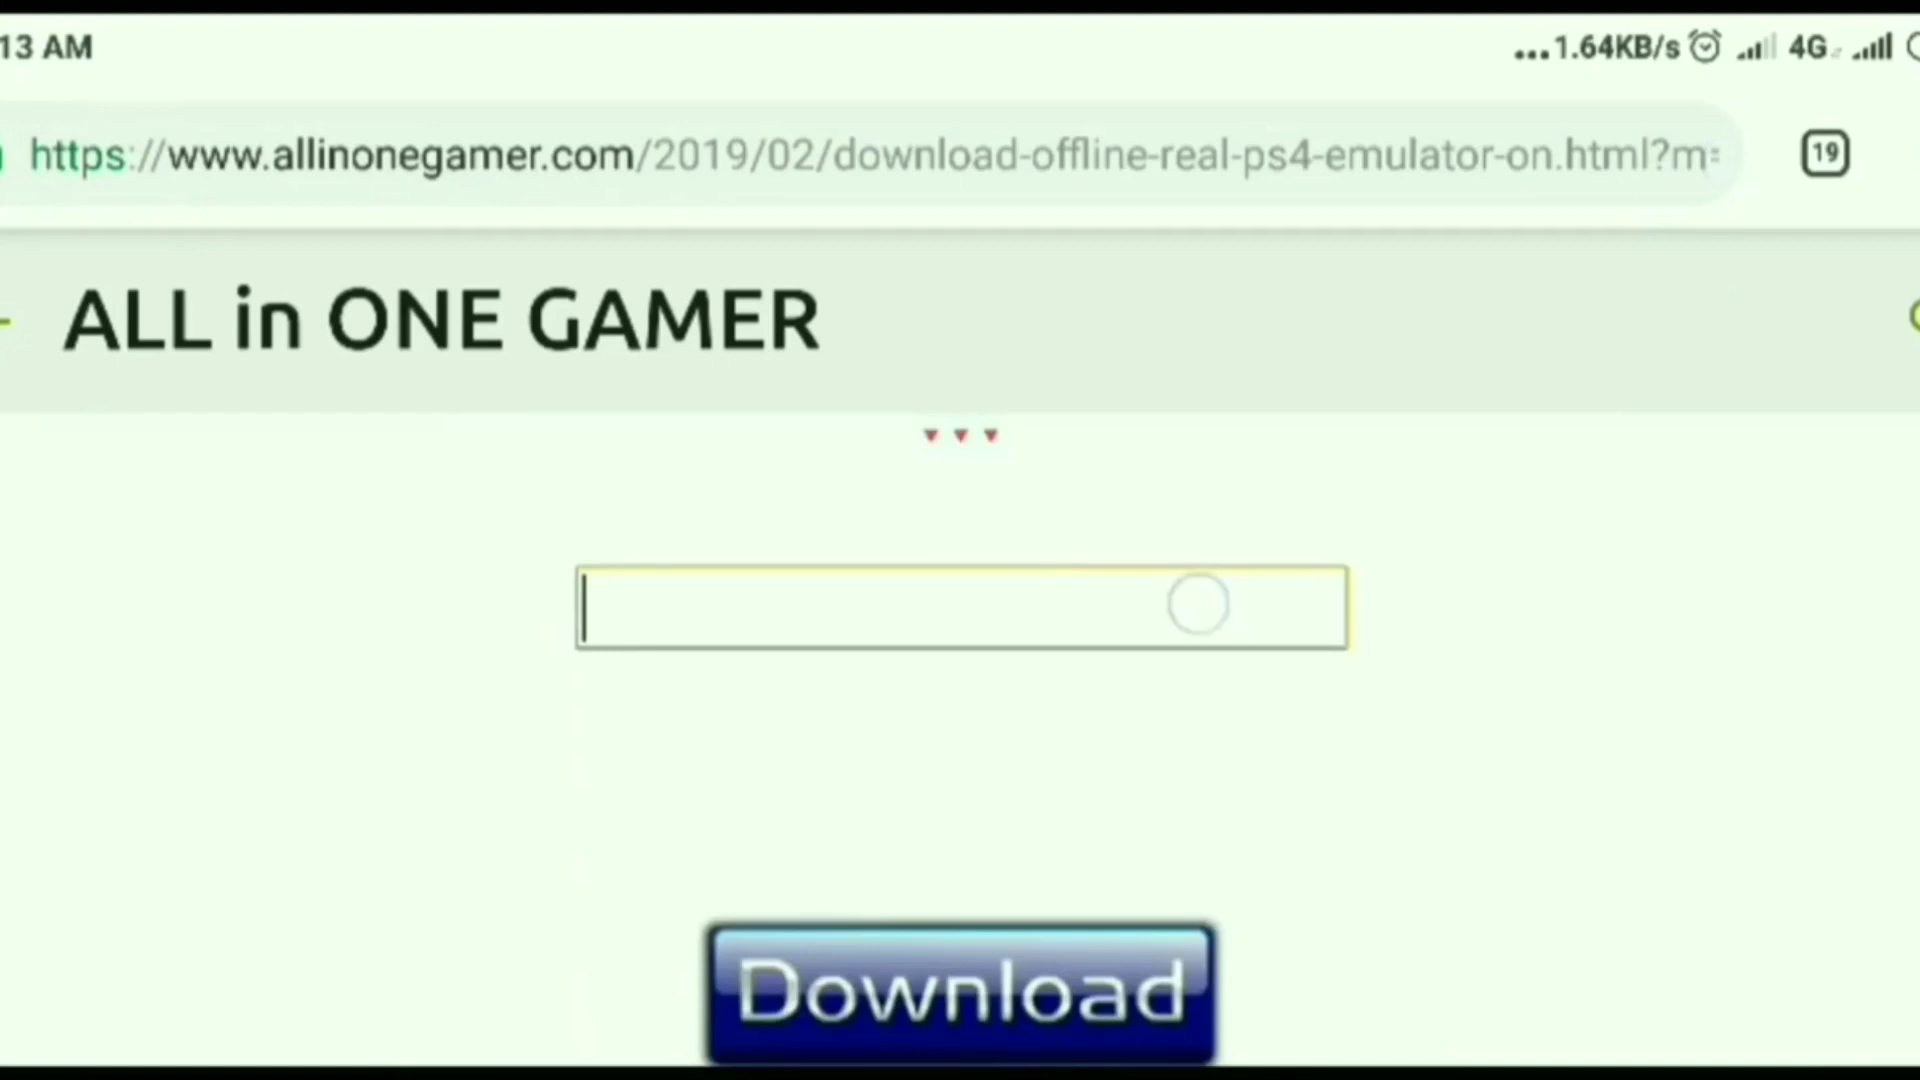 13 AM
...1.64KB/s 4G
https://www.allinonegamer.com/2019/02/download-offline-real-ps4-emulator-on.html?m=
19
ALL in ONE GAMER
Download